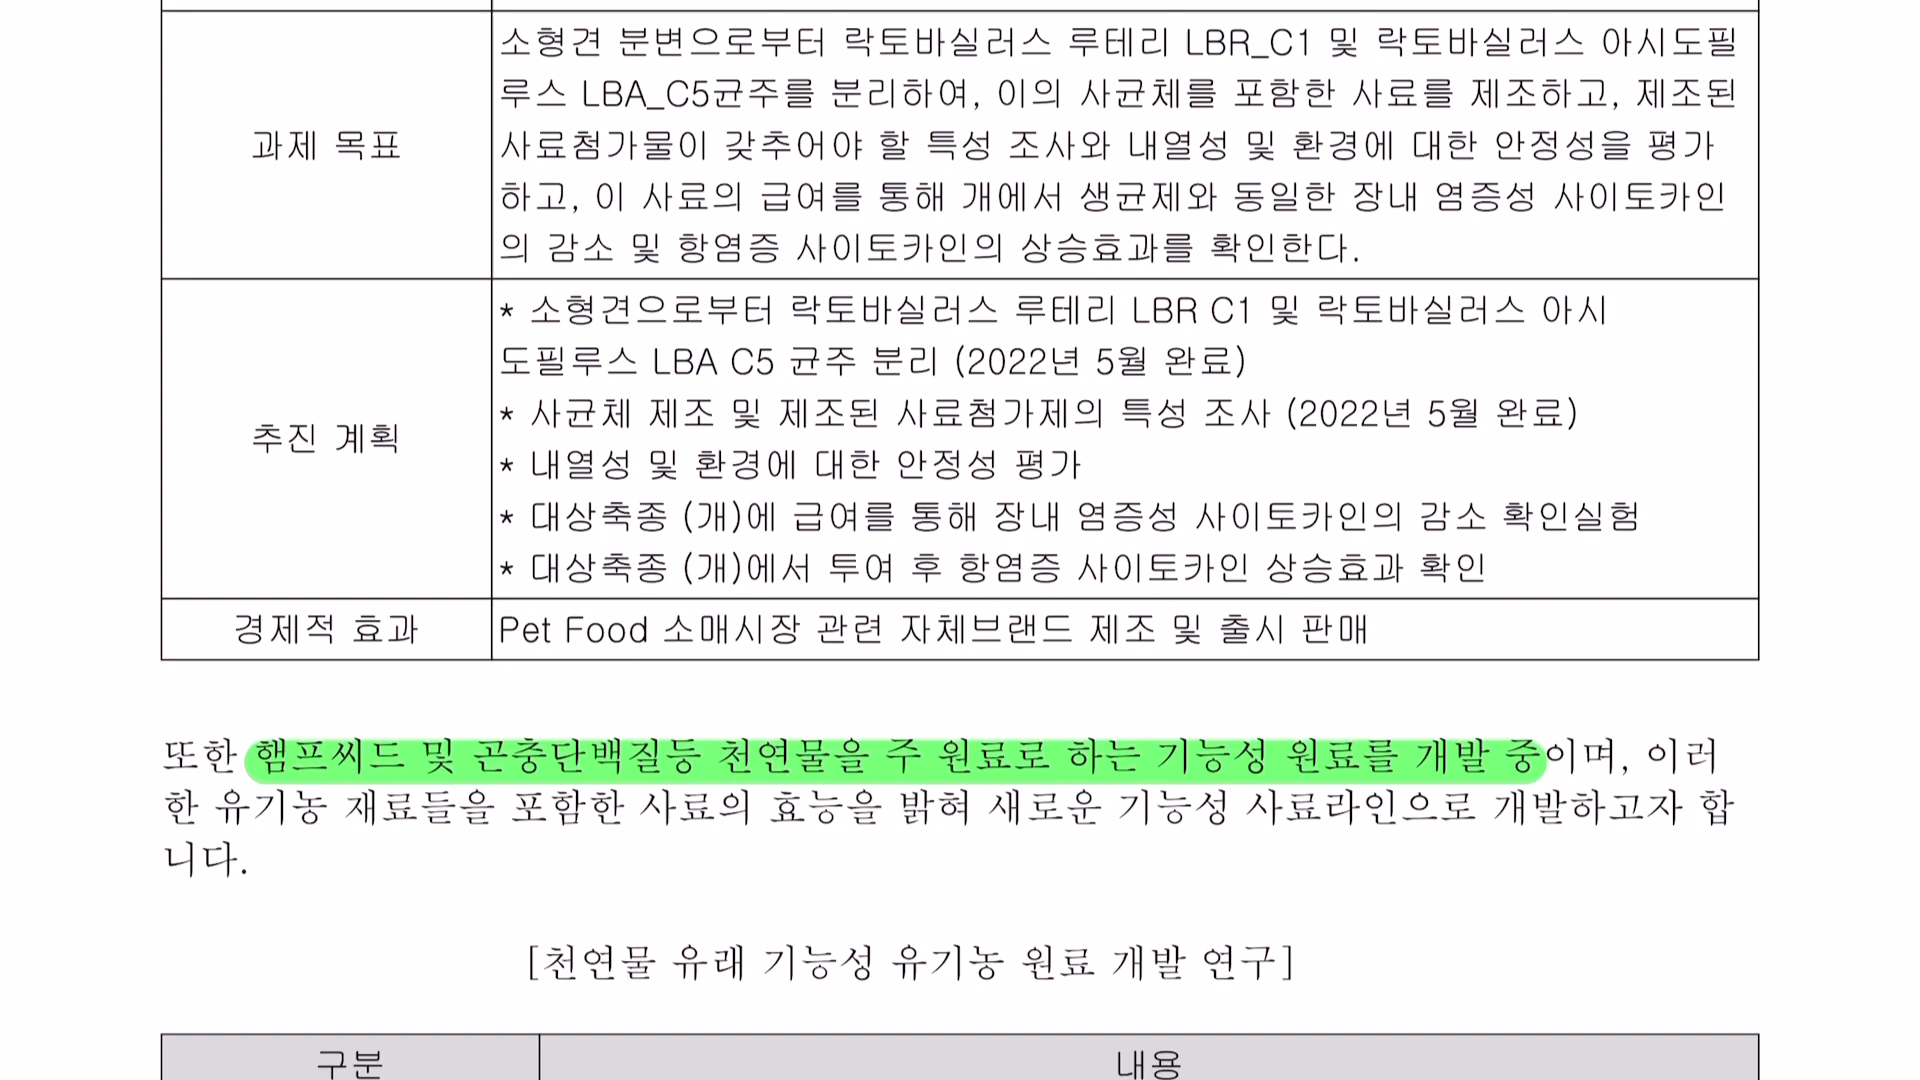 과제 목표
소형견 분변으로부터 락토바실러스 루테리 LBR_C1 및 락토바실러스 아시도필
루스 LBA_C5균주를 분리하여, 이의 사균체를 포함한 사료를 제조하고, 제조된
사료첨가물이 갖추어야 할 특성 조사와 내열성 및 환경에 대한 안정성을 평가
하고, 이 사료의 급여를 통해 개에서 생균제와 동일한 장내 염증성 사이토카인
의 감소 및 항염증 사이토카인의 상승효과를 확인한다.
추진 계획
* 소형견으로부터 락토바실러스 루테리 LBR C1 및 락토바실러스 아시
도필루스 LBA C5 균주 분리 (2022년 5월 완료)
* 사균체 제조 및 제조된 사료첨가제의 특성 조사 (2022년 5월 완료)
* 내열성 및 환경에 대한 안정성 평가
* 대상축종 (개)에 급여를 통해 장내 염증성 사이토카인의 감소 확인실험
* 대상축종 (개)에서 투여 후 항염증 사이토카인 상승효과 확인
경제적 효과
Pet Food 소매시장 관련 자체브랜드 제조 및 출시 판매
또한 햄프씨드 및 곤충단백질등 천연물을 주 원료로 하는 기능성 원료를 개발 중이며, 이러
한 유기농 재료들을 포함한 사료의 효능을 밝혀 새로운 기능성 사료라인으로 개발하고자 합
니다.
[천연물 유래 기능성 유기농 원료 개발 연구]
구분
내용